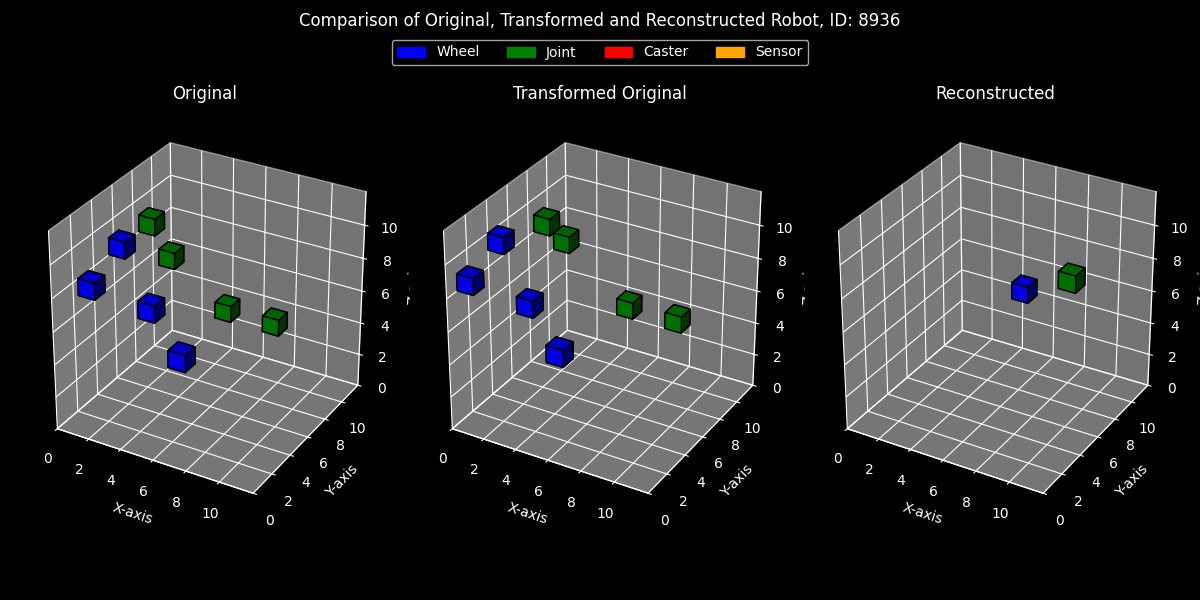 Comparison of Original, Transformed and Reconstructed Robot, ID: 8936
Wheel Joint Caster Sensor
Original
Transformed Original
Reconstructed
0 2 4 6 8 10
X-axis
0 2 4 6 8 10
Y-axis
0 2 4 6 8 10
0 2 4 6 8 10
X-axis
0 2 4 6 8 10
Y-axis
0 2 4 6 8 10
0 2 4 6 8 10
X-axis
0 2 4 6 8 10
Y-axis
0 2 4 6 8 10